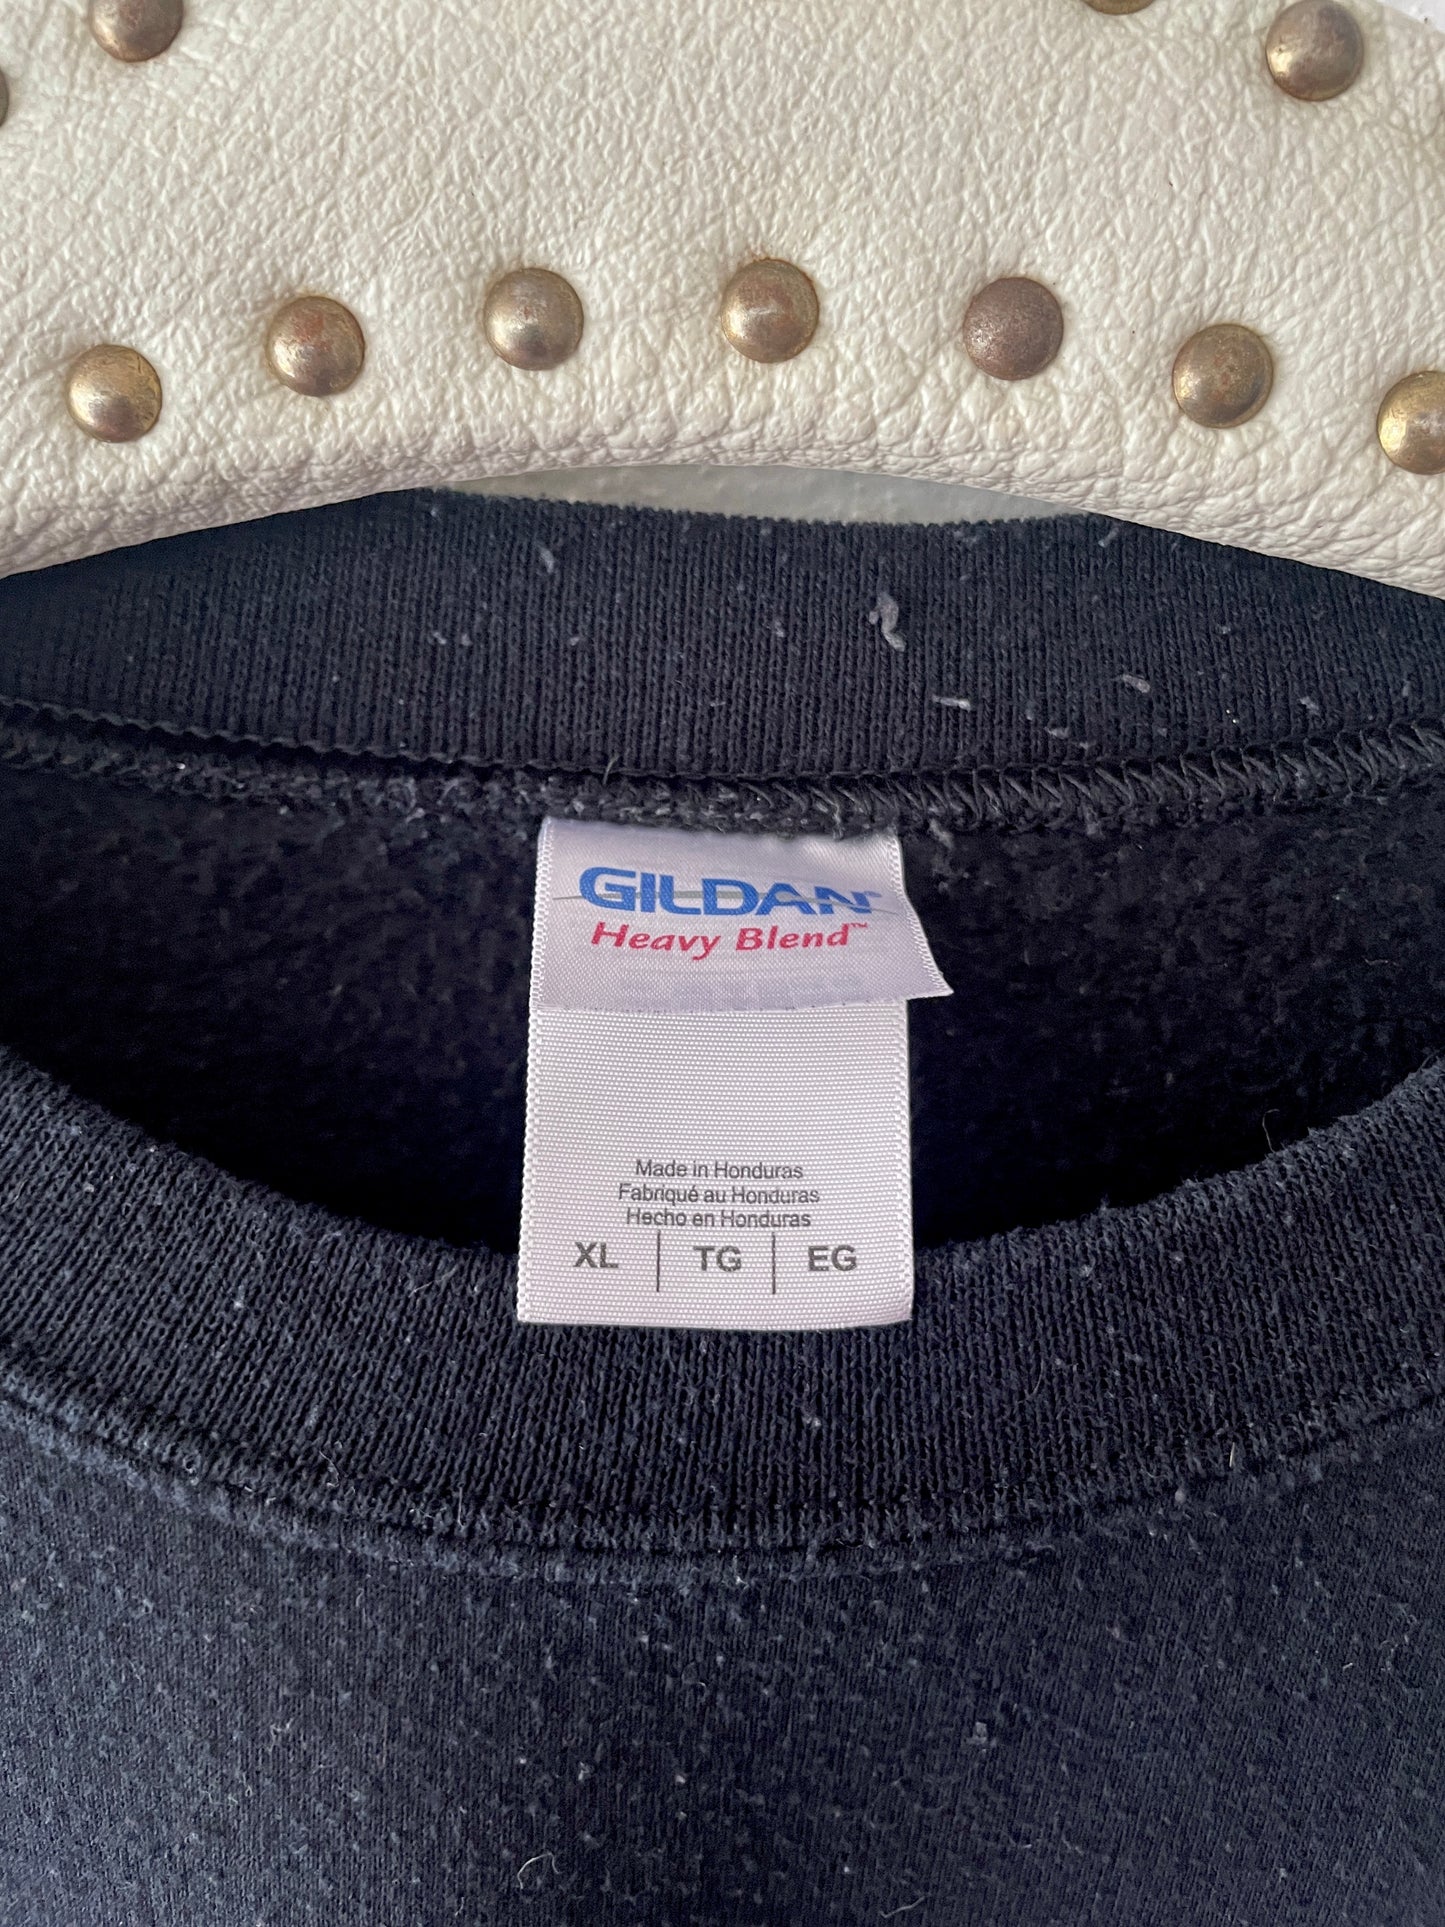 GILDAN
Heavy Blend™
Made in Honduras
Fabriqué au Honduras
Hecho en Honduras
XL | TG | EG